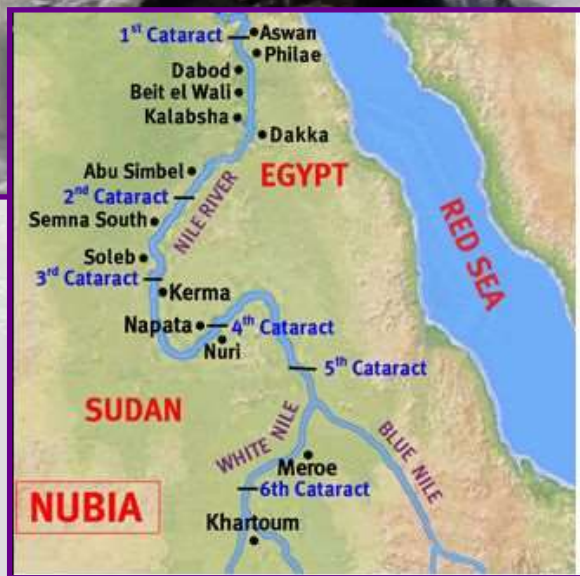 1st Cataract
Aswan
Philae
Dabod
Beit el Wali
Kalabsha
Dakka
Abu Simbel
EGYPT
2nd Cataract
NILE RIVER
RED SEA
Semna South
Soleb
3rd Cataract
Kerma
Napata
4th Cataract
Nuri
5th Cataract
SUDAN
WHITE NILE
BLUE NILE
Meroe
6th Cataract
NUBIA
Khartoum